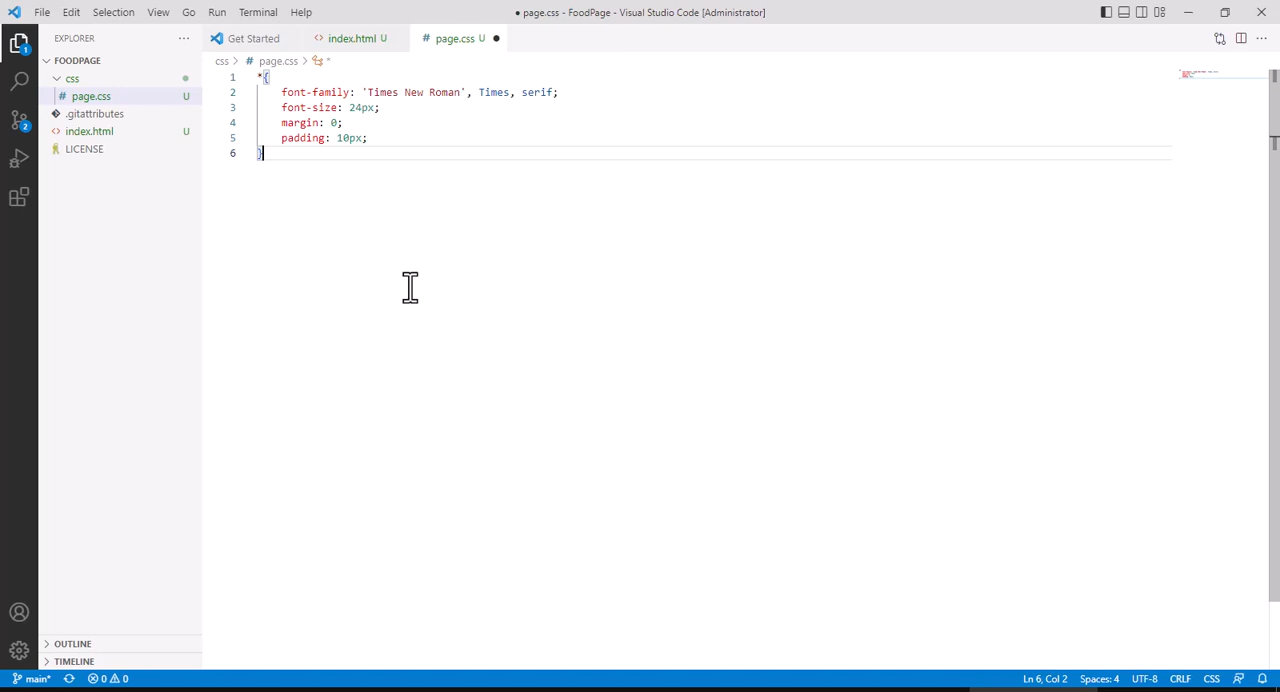 File Edit Selection View Go Run Terminal Help ● page.css - FoodPage - Visual Studio Code [Administrator]
EXPLORER ... Get Started <> index.html U # page.css U ●
FOODPAGE css > # page.css > *
css
# page.css U
.gitattributes
<> index.html U
LICENSE
1 *{
2 font-family: 'Times New Roman', Times, serif;
3 font-size: 24px;
4 margin: 0;
5 padding: 10px;
6 }
1
2
OUTLINE
TIMELINE
main* 0 0 Ln 6, Col 2 Spaces: 4 UTF-8 CRLF CSS